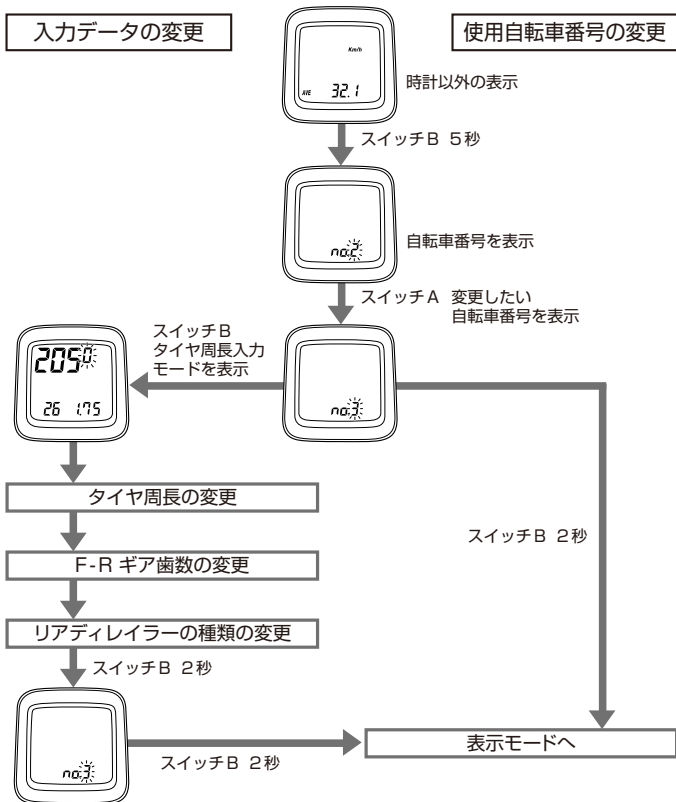 入力データの変更
使用自転車番号の変更
Km/h
AVE 32.1
時計以外の表示
スイッチB 5秒
no.2
自転車番号を表示
スイッチA 変更したい
自転車番号を表示
スイッチB
タイヤ周長入力
モードを表示
2050
26 1.75
no.3
タイヤ周長の変更
F-R ギア歯数の変更
スイッチB 2秒
リアディレイラーの種類の変更
スイッチB 2秒
no.3
スイッチB 2秒
表示モードへ